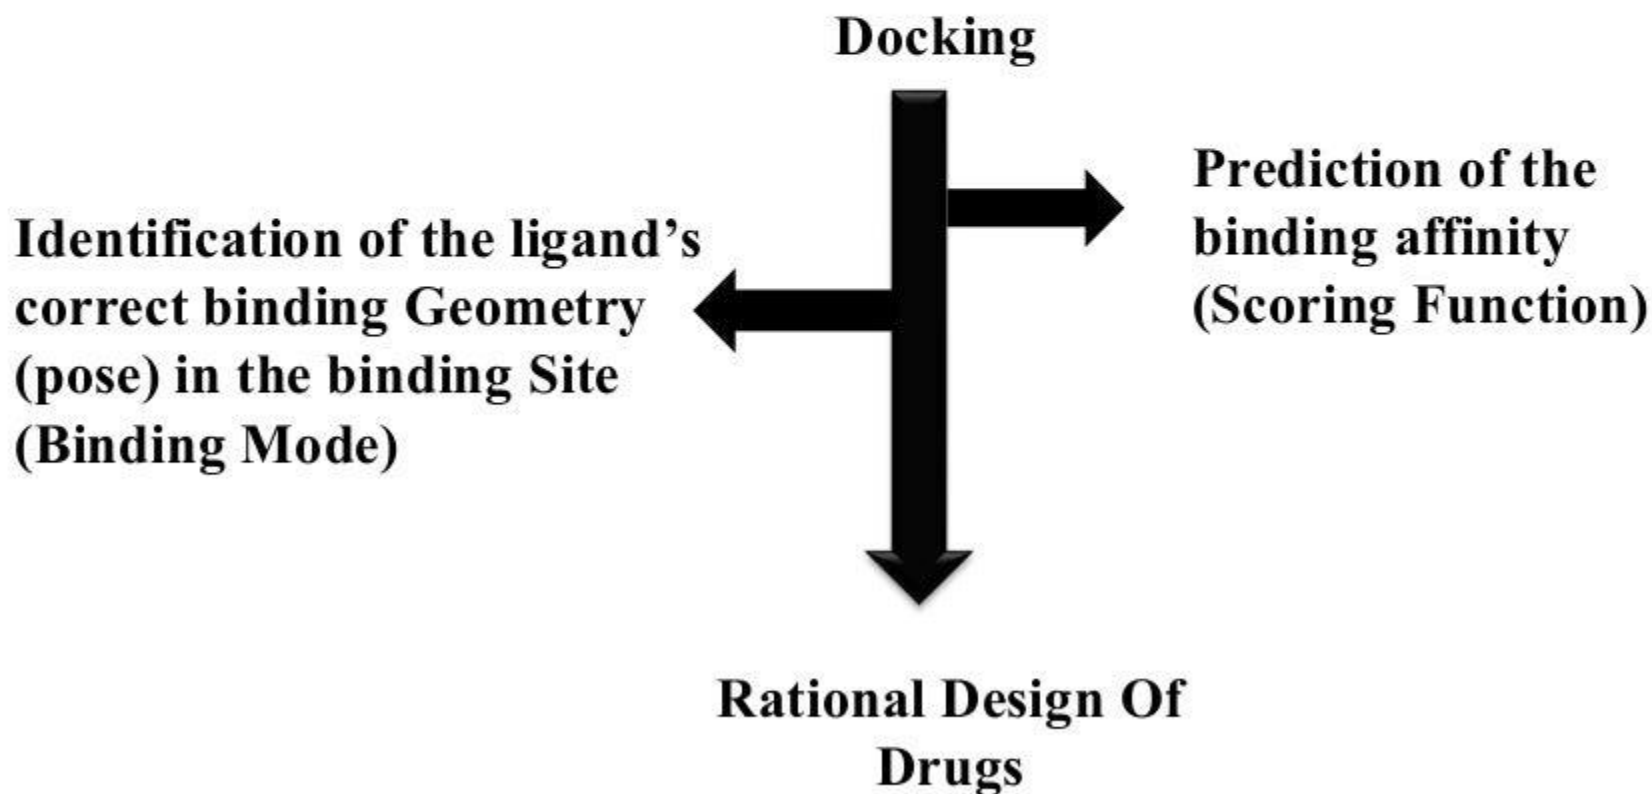 Docking
Prediction of the
binding affinity
(Scoring Function)
Identification of the ligand’s
correct binding Geometry
(pose) in the binding Site
(Binding Mode)
Rational Design Of
Drugs